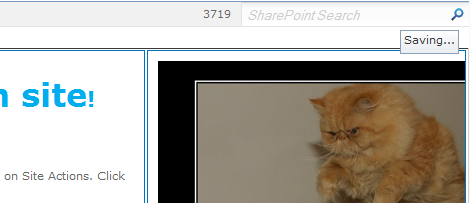 3719 SharePoint Search
Saving...
n site!
on Site Actions. Click